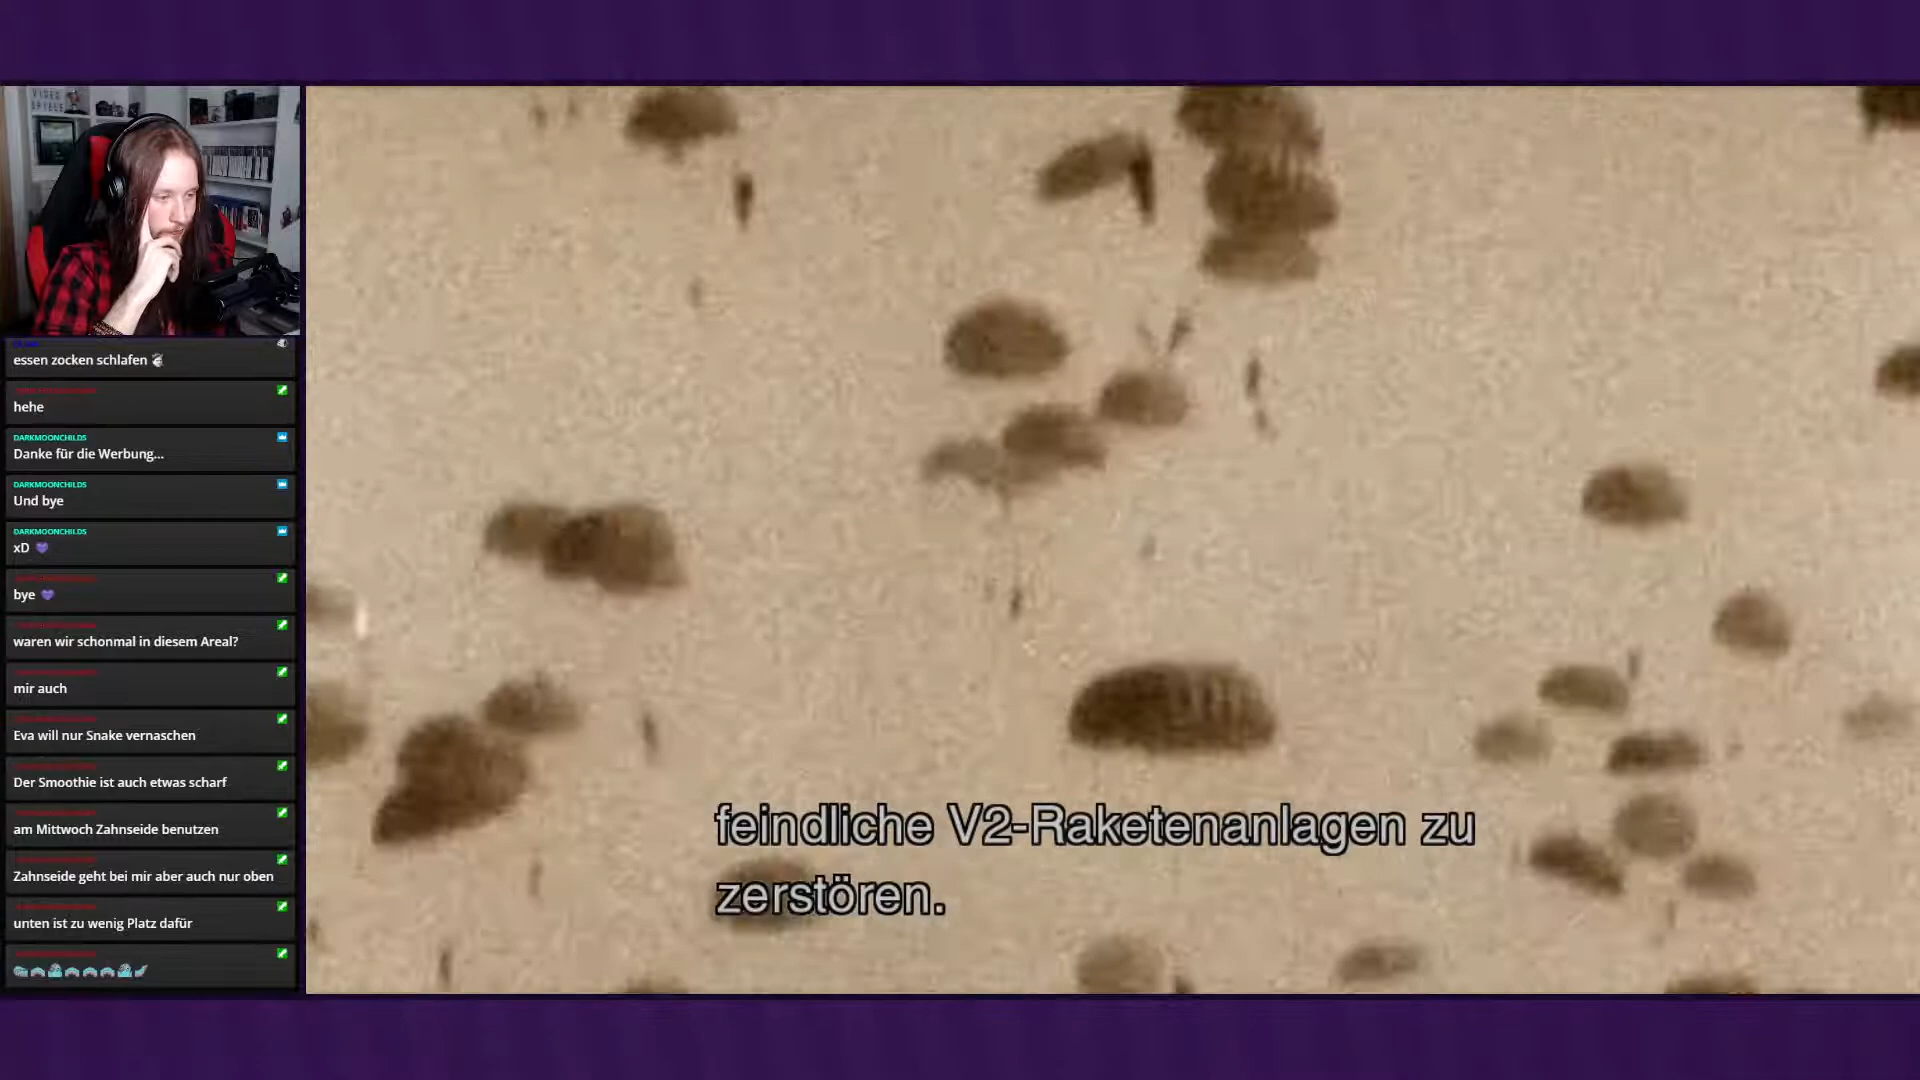 VIDEO
SPIELE
essen zocken schlafen
hehe
DARKMOONCHILDS
Danke für die Werbung...
DARKMOONCHILDS
Und bye
DARKMOONCHILDS
xD
bye
waren wir schonmal in diesem Areal?
mir auch
Eva will nur Snake vernaschen
Der Smoothie ist auch etwas scharf
am Mittwoch Zahnseide benutzen
Zahnseide geht bei mir aber auch nur oben
unten ist zu wenig Platz dafür
feindliche V2-Raketenanlagen zu
zerstören.